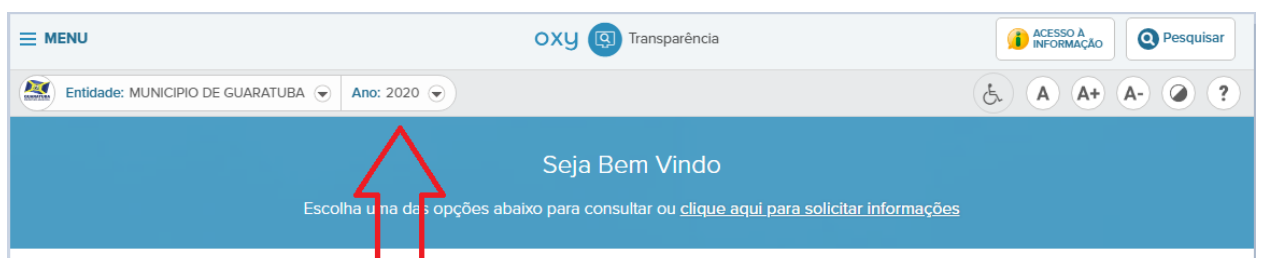 MENU
oxy Transparência
ACESSO À
INFORMAÇÃO
Pesquisar
Entidade: MUNICIPIO DE GUARATUBA
Ano: 2020
A
A+
A-
?
Seja Bem Vindo
Escolha uma das opções abaixo para consultar ou clique aqui para solicitar informações